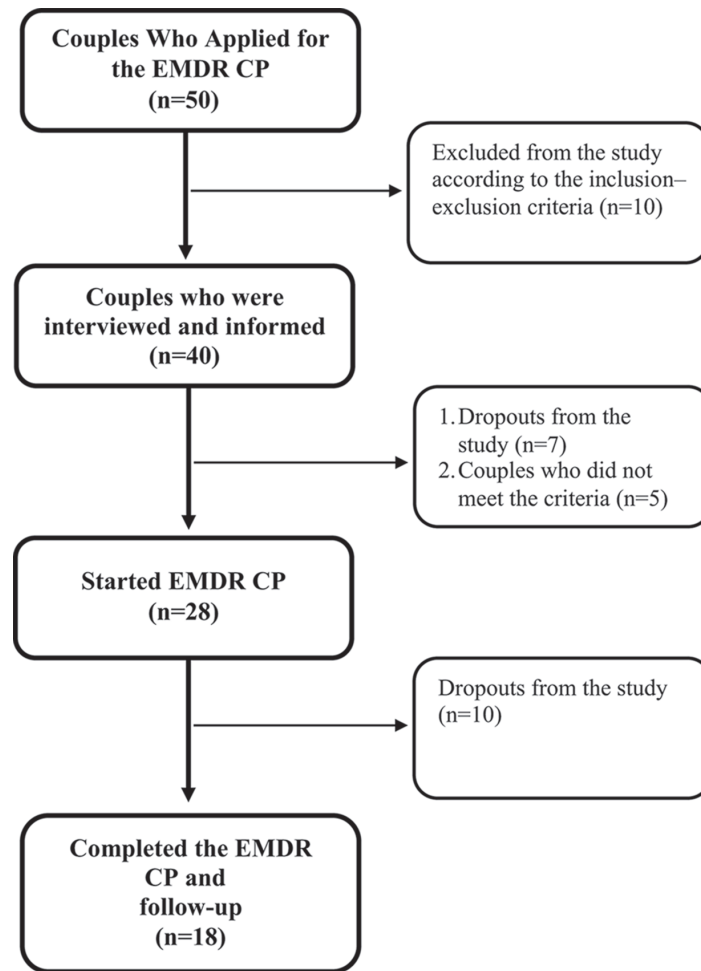 Couples Who Applied for
the EMDR CP
(n=50)
Excluded from the study
according to the inclusion–
exclusion criteria (n=10)
Couples who were
interviewed and informed
(n=40)
1. Dropouts from the
study (n=7)
2. Couples who did not
meet the criteria (n=5)
Started EMDR CP
(n=28)
Dropouts from the study
(n=10)
Completed the EMDR
CP and
follow-up
(n=18)